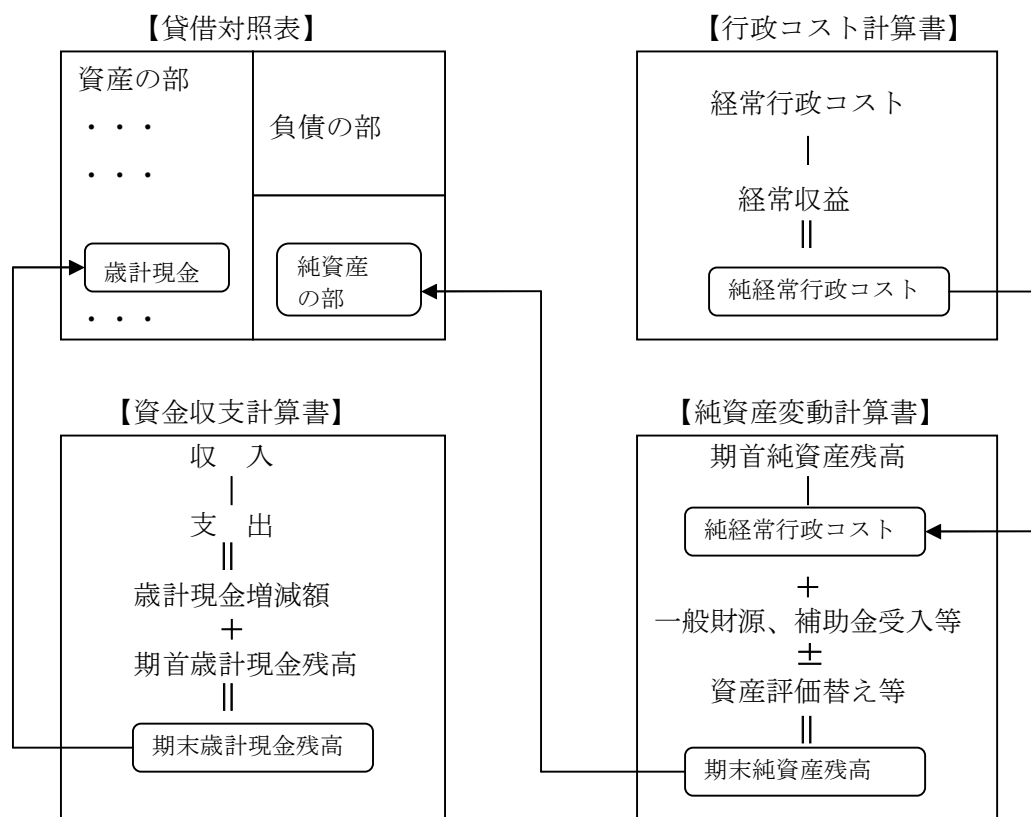 【貸借対照表】
資産の部
・・・
・・・
歳計現金
・・・
負債の部
純資産
の部
【行政コスト計算書】
経常行政コスト
－
経常収益
＝
純経常行政コスト
【資金収支計算書】
収　入
－
支　出
＝
歳計現金増減額
＋
期首歳計現金残高
＝
期末歳計現金残高
【純資産変動計算書】
期首純資産残高
－
純経常行政コスト
＋
一般財源、補助金受入等
±
資産評価替え等
＝
期末純資産残高